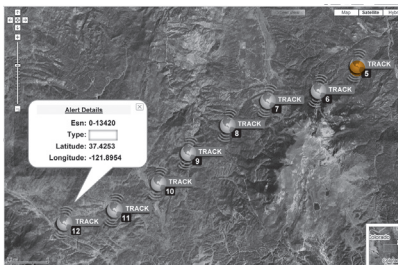 Map
Satellite
Hyb
TRACK
5
TRACK
6
TRACK
7
TRACK
8
TRACK
9
TRACK
10
TRACK
11
TRACK
12
Alert Details
Esn: 0-13420
Type:
Latitude: 37.4253
Longitude: -121.8954